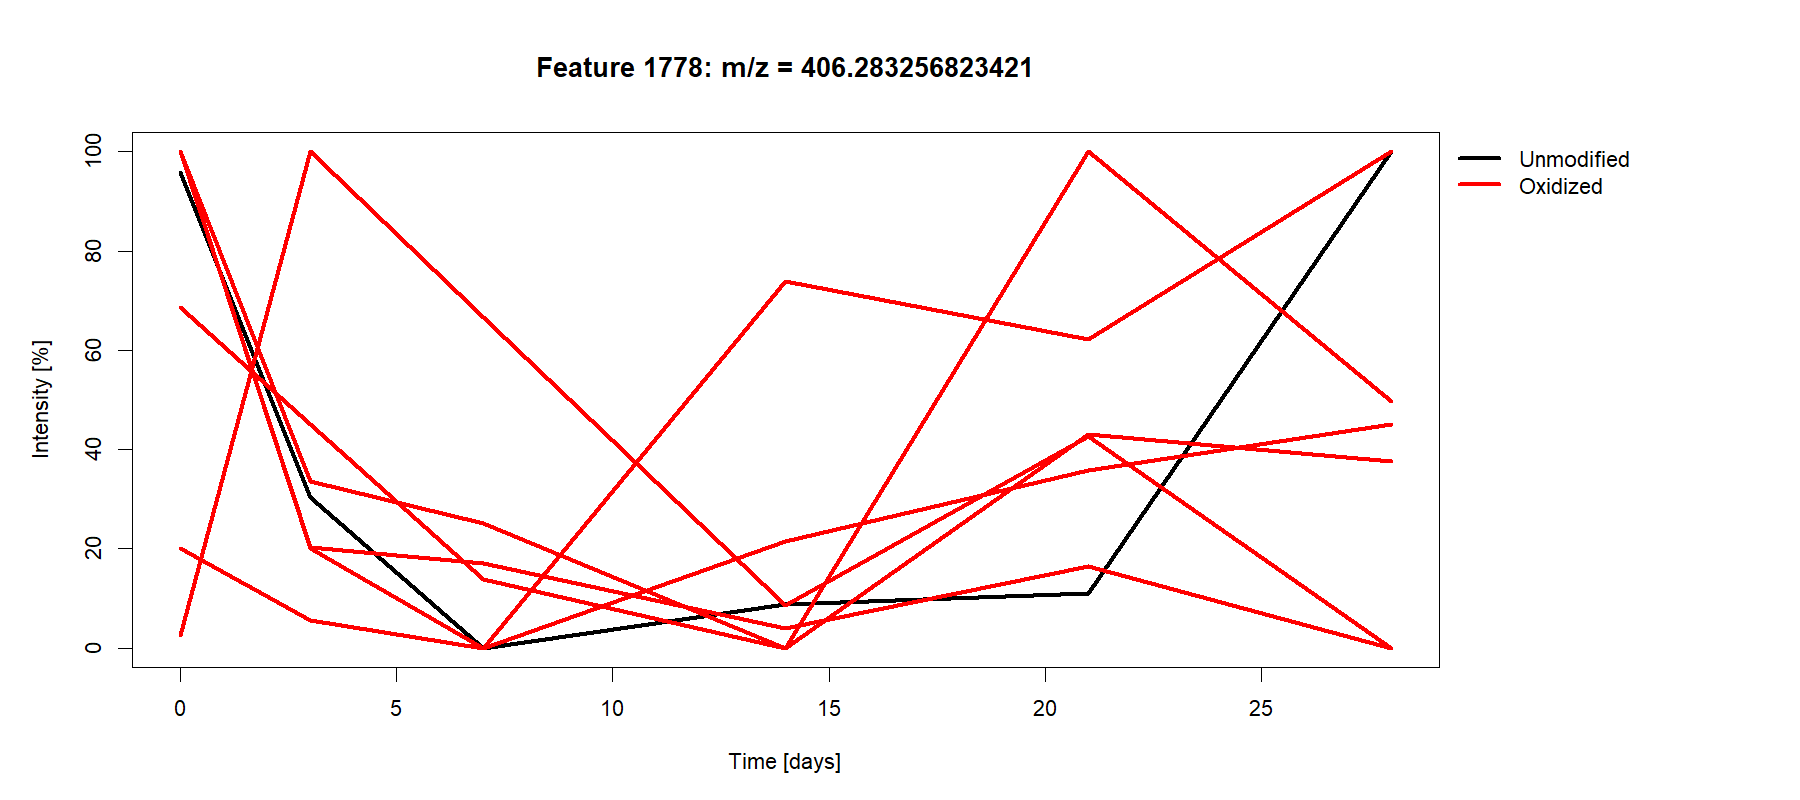 Feature 1778: m/z = 406.283256823421
Unmodified
Oxidized
Intensity [%]
100
80
60
40
20
0
0 5 10 15 20 25
Time [days]